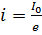 i = I₀/e